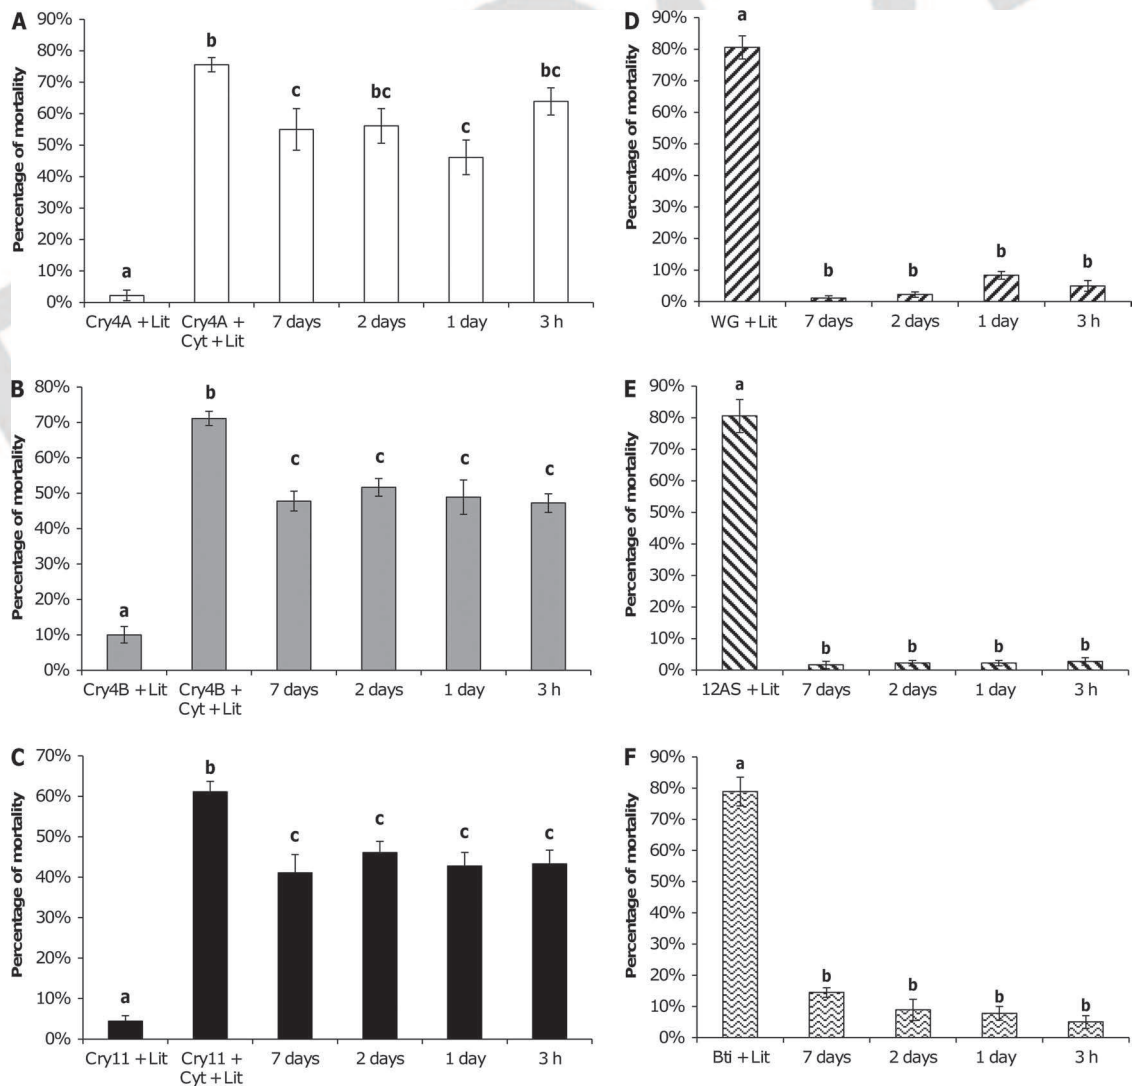 A
Percentage of mortality
90%
80%
70%
60%
50%
40%
30%
20%
10%
0%
a
b
c
bc
c
bc
Cry4A + Lit
Cry4A +
Cyt + Lit
7 days
2 days
1 day
3 h
B
Percentage of mortality
80%
70%
60%
50%
40%
30%
20%
10%
0%
a
b
c
c
c
c
Cry4B + Lit
Cry4B +
Cyt + Lit
7 days
2 days
1 day
3 h
C
Percentage of mortality
70%
60%
50%
40%
30%
20%
10%
0%
a
b
c
c
c
c
Cry11 + Lit
Cry11 +
Cyt + Lit
7 days
2 days
1 day
3 h
D
Percentage of mortality
90%
80%
70%
60%
50%
40%
30%
20%
10%
0%
a
b
b
b
b
WG + Lit
7 days
2 days
1 day
3 h
E
Percentage of mortality
90%
80%
70%
60%
50%
40%
30%
20%
10%
0%
a
b
b
b
b
12AS + Lit
7 days
2 days
1 day
3 h
F
Percentage of mortality
90%
80%
70%
60%
50%
40%
30%
20%
10%
0%
a
b
b
b
b
Bti + Lit
7 days
2 days
1 day
3 h